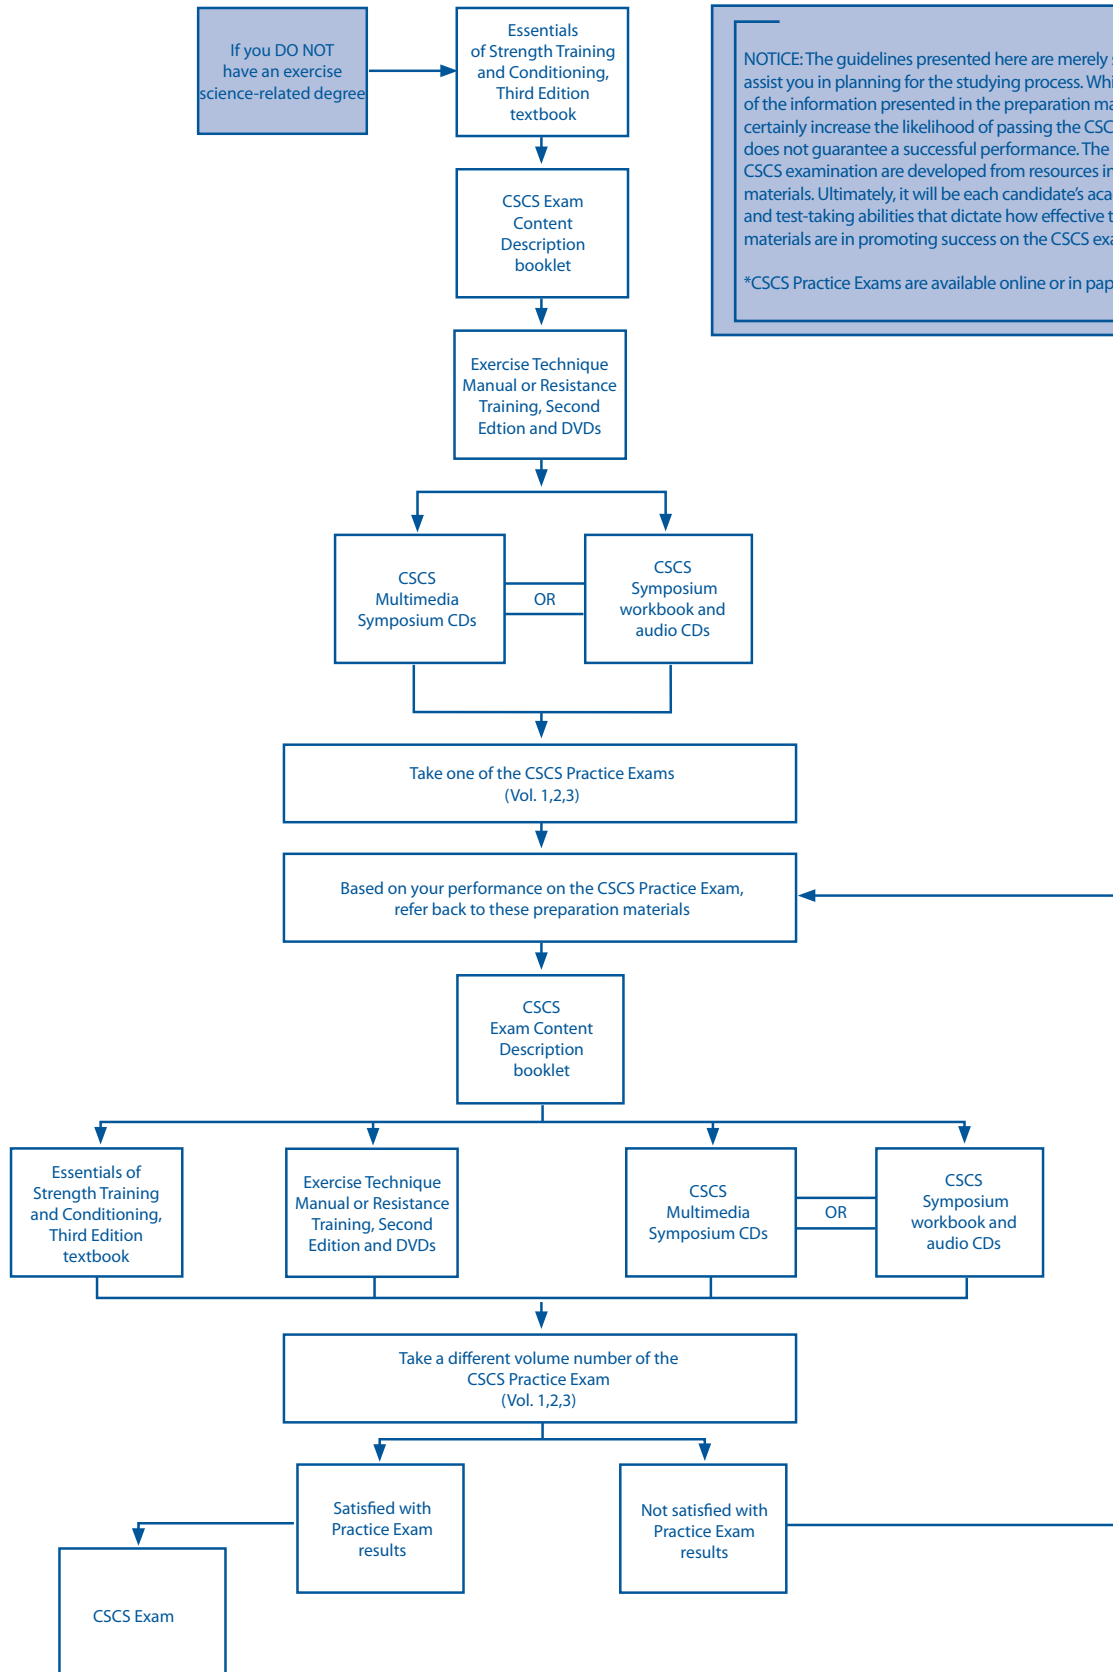 If you DO NOT
have an exercise
science-related degree
Essentials
of Strength Training
and Conditioning,
Third Edition
textbook
NOTICE: The guidelines presented here are merely
assist you in planning for the studying process.
of the information presented in the preparation
certainly increase the likelihood of passing the
does not guarantee a successful performance. The
CSCS examination are developed from resources
materials. Ultimately, it will be each candidate's
and test-taking abilities that dictate how effective
materials are in promoting success on the CSCS
*CSCS Practice Exams are available online or in
CSCS Exam
Content
Description
booklet
Exercise Technique
Manual or Resistance
Training, Second
Edtion and DVDs
CSCS
Multimedia
Symposium CDs
OR
CSCS
Symposium
workbook and
audio CDs
Take one of the CSCS Practice Exams
(Vol. 1,2,3)
Based on your performance on the CSCS Practice Exam,
refer back to these preparation materials
CSCS
Exam Content
Description
booklet
Essentials of
Strength Training
and Conditioning,
Third Edition
textbook
Exercise Technique
Manual or Resistance
Training, Second
Edition and DVDs
CSCS
Multimedia
Symposium CDs
OR
CSCS
Symposium
workbook and
audio CDs
Take a different volume number of the
CSCS Practice Exam
(Vol. 1,2,3)
Satisfied with
Practice Exam
results
Not satisfied with
Practice Exam
results
CSCS Exam